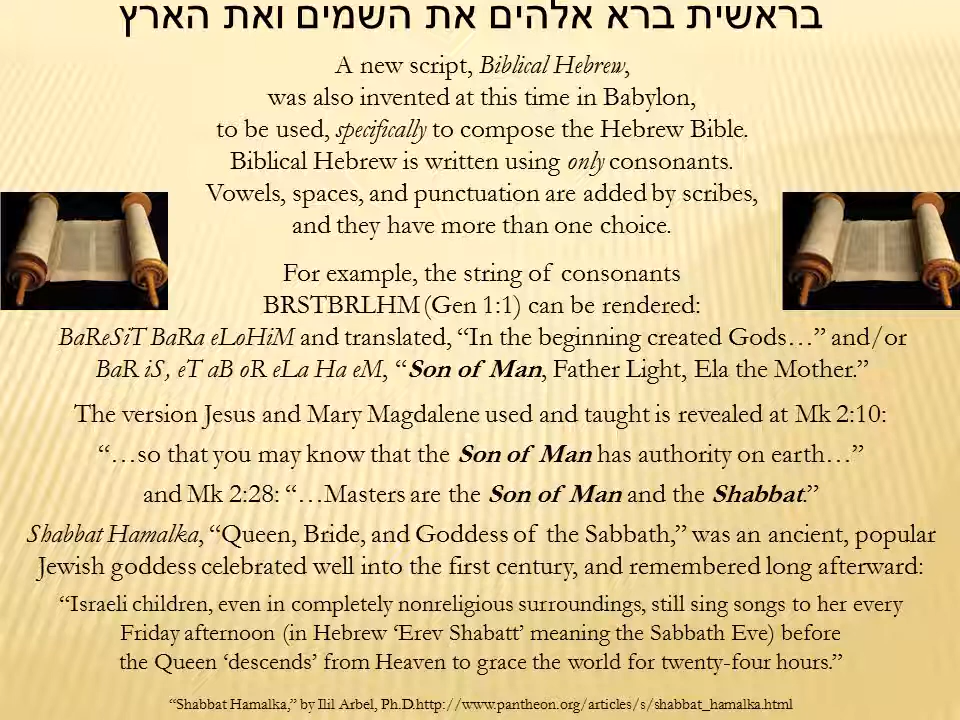 בראשית ברא אלהים את השמים ואת הארץ
A new script, Biblical Hebrew,
was also invented at this time in Babylon,
to be used, specifically to compose the Hebrew Bible.
Biblical Hebrew is written using only consonants.
Vowels, spaces, and punctuation are added by scribes,
and they have more than one choice.
For example, the string of consonants
BRSTBRLHM (Gen 1:1) can be rendered:
BaReSiT BaRa eLoHiM and translated, “In the beginning created Gods…” and/or
BaR iS, eT aB oR eLa Ha eM, “Son of Man, Father Light, Ela the Mother.”
The version Jesus and Mary Magdalene used and taught is revealed at Mk 2:10:
“…so that you may know that the Son of Man has authority on earth…”
and Mk 2:28: “…Masters are the Son of Man and the Shabbat.”
Shabbat Hamalka, “Queen, Bride, and Goddess of the Sabbath,” was an ancient, popular
Jewish goddess celebrated well into the first century, and remembered long afterward:
“Israeli children, even in completely nonreligious surroundings, still sing songs to her every
Friday afternoon (in Hebrew ‘Erev Shabatt’ meaning the Sabbath Eve) before
the Queen ‘descends’ from Heaven to grace the world for twenty-four hours.”
“Shabbat Hamalka,” by Ilil Arbel, Ph.D.http://www.pantheon.org/articles/s/shabbat_hamalka.html